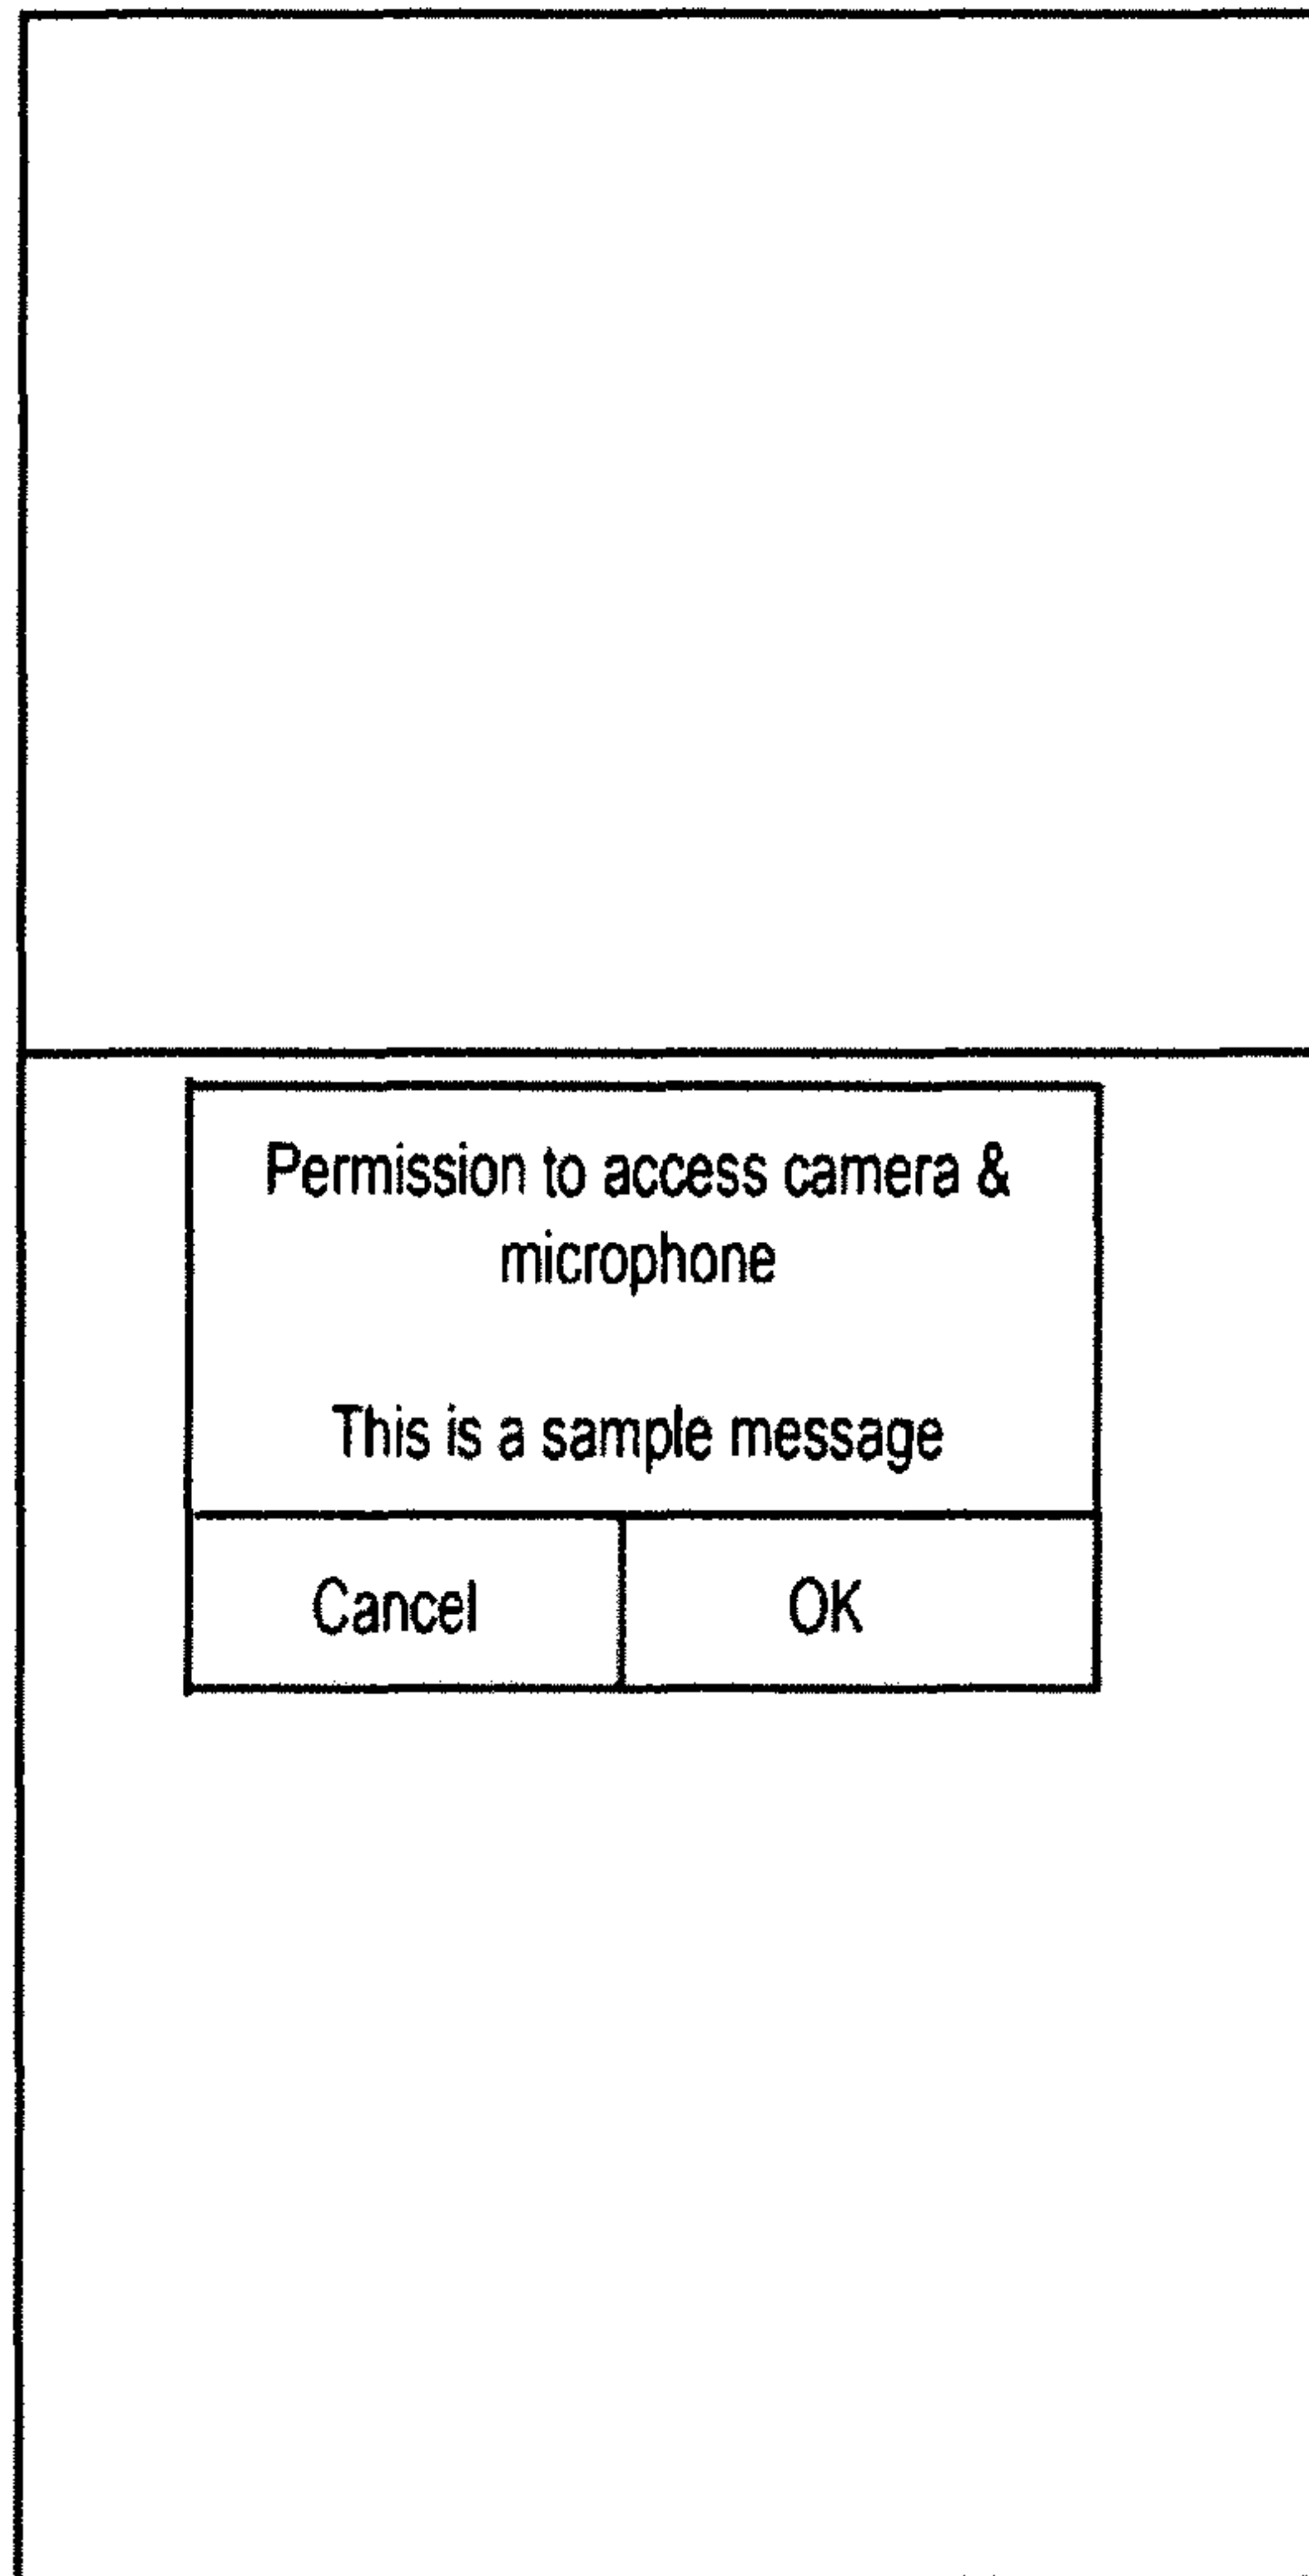 Permission to access camera &
microphone
This is a sample message
Cancel
OK